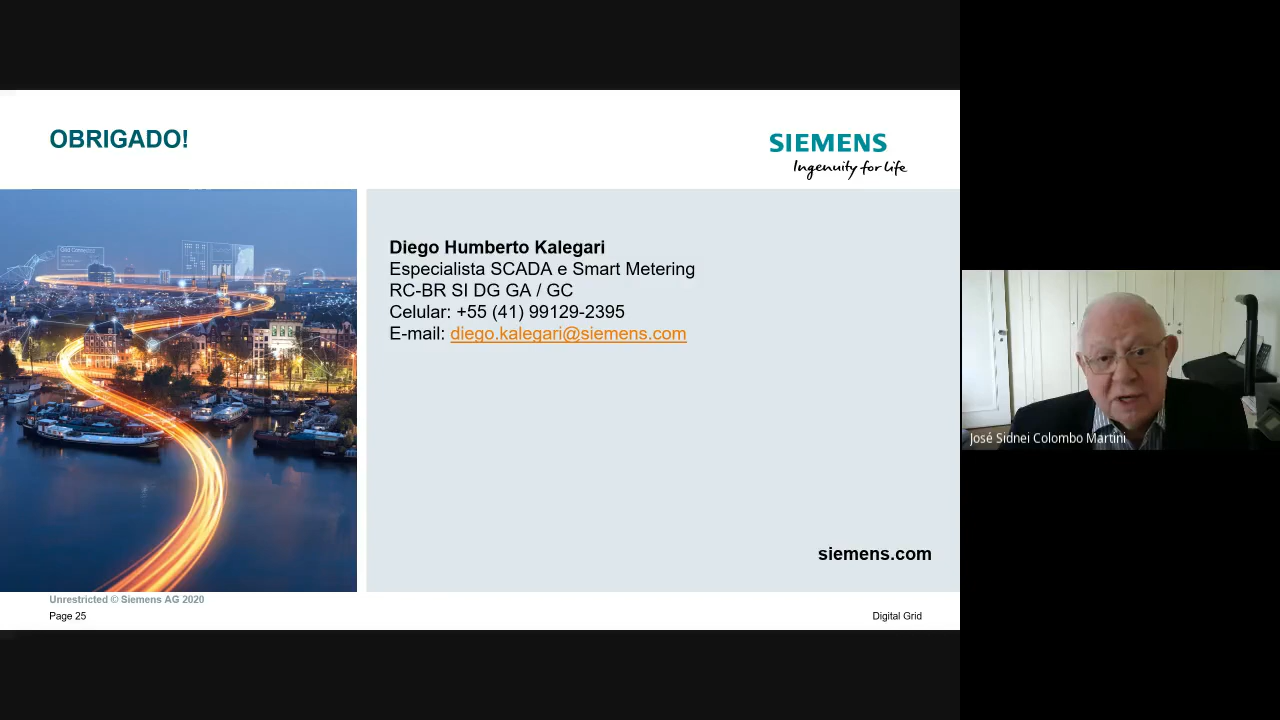 OBRIGADO!
SIEMENS
Ingenuity for life
Diego Humberto Kalegari
Especialista SCADA e Smart Metering
RC-BR SI DG GA / GC
Celular: +55 (41) 99129-2395
E-mail: diego.kalegari@siemens.com
siemens.com
Unrestricted © Siemens AG 2020
Page 25
Digital Grid
José Sidnei Colombo Martini